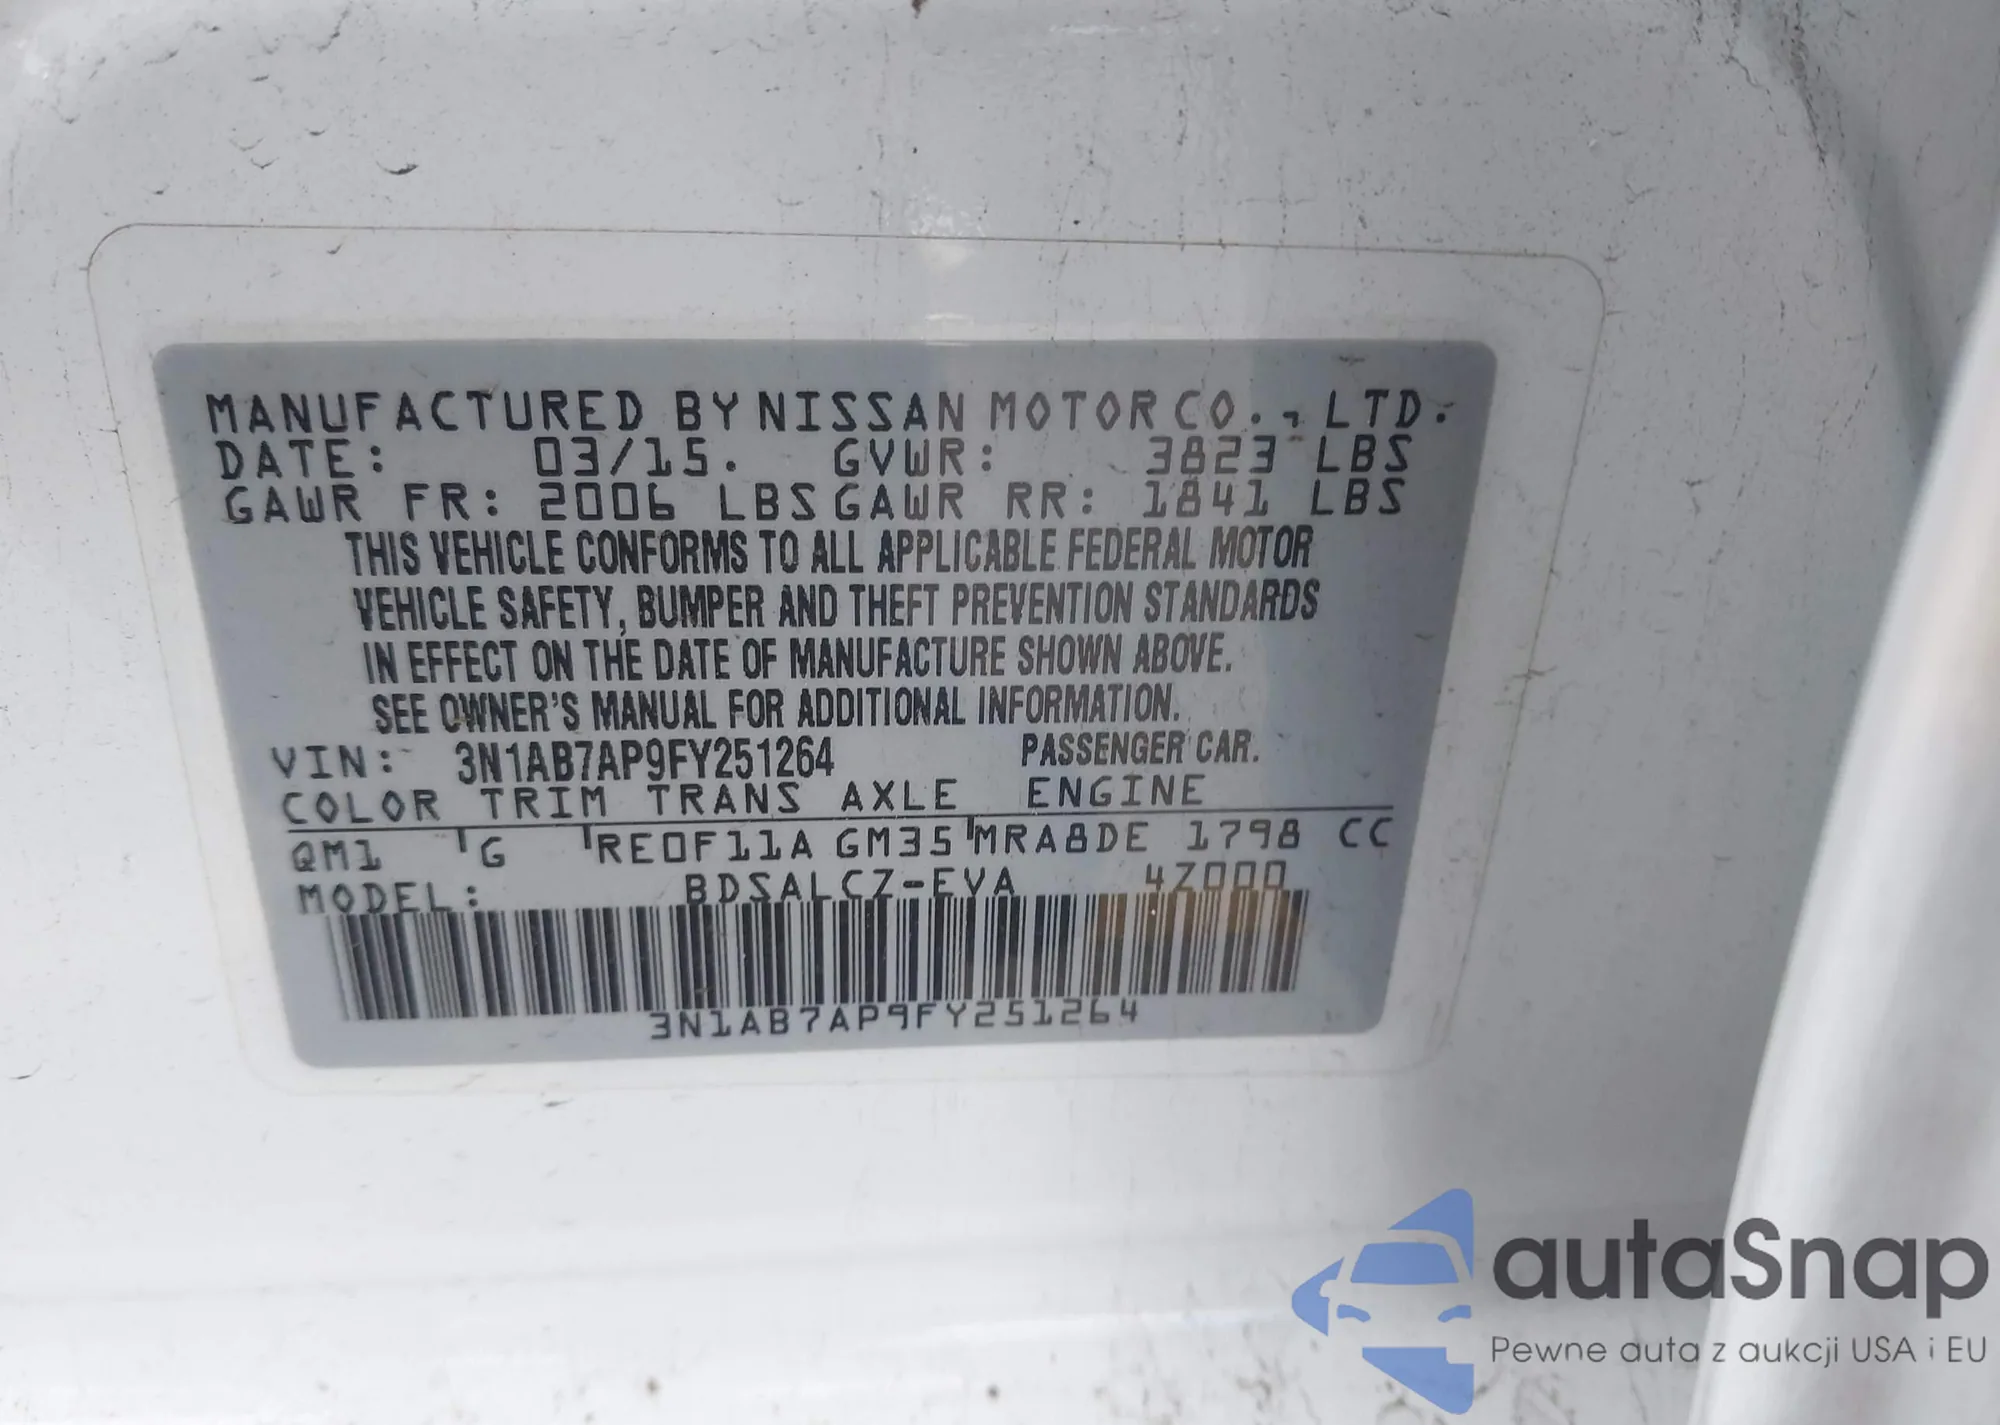 MANUFACTURED BY NISSAN MOTOR CO., LTD.
DATE: 03/15. GVWR: 3823 LBS
GAWR FR: 2006 LBS GAWR RR: 1841 LBS
THIS VEHICLE CONFORMS TO ALL APPLICABLE FEDERAL MOTOR
VEHICLE SAFETY, BUMPER AND THEFT PREVENTION STANDARDS
IN EFFECT ON THE DATE OF MANUFACTURE SHOWN ABOVE.
SEE OWNER'S MANUAL FOR ADDITIONAL INFORMATION.
VIN: 3N1AB7AP9FY251264 PASSENGER CAR.
COLOR TRIM TRANS AXLE ENGINE
QM1 G RE0F11A GM35 MRA8DE 1798 CC
MODEL: BDSALCZ-EVA 4Z000
3N1AB7AP9FY251264
autaSnap
Pewne auta z aukcji USA i EU